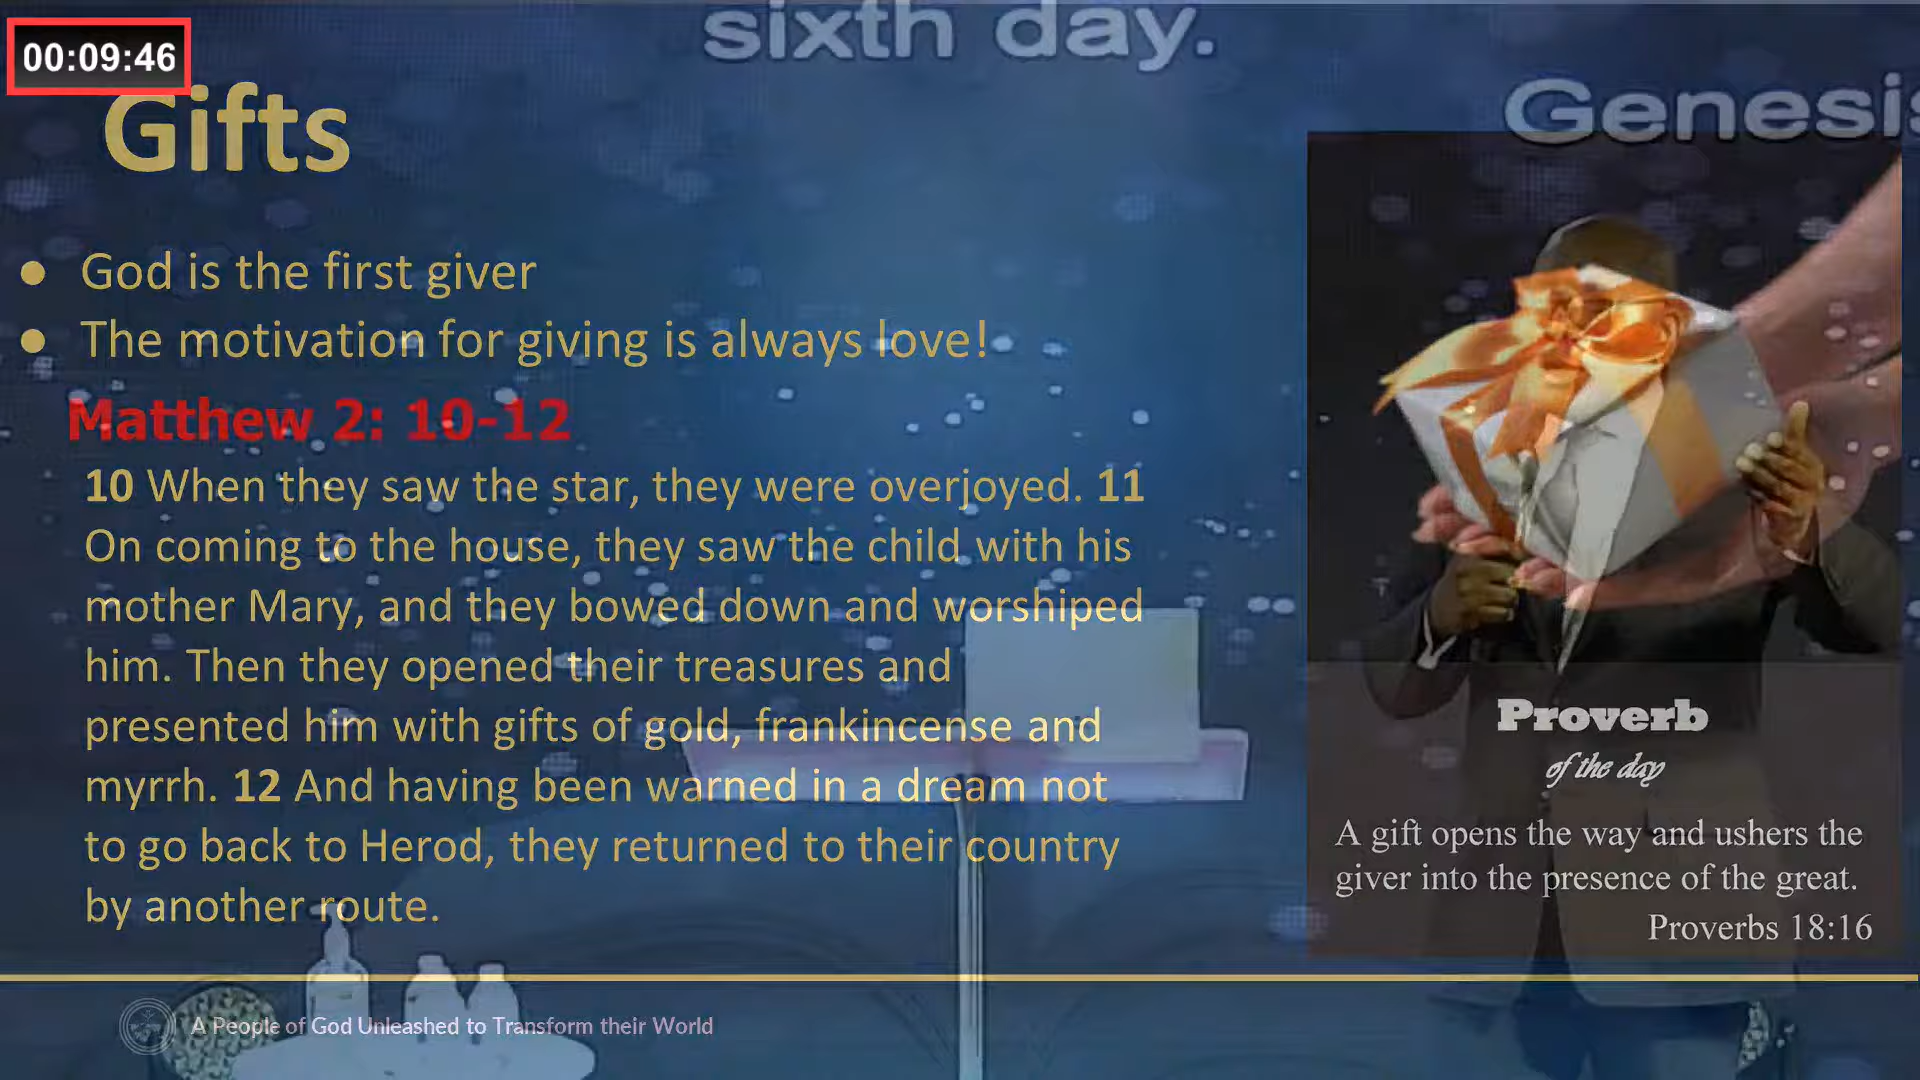 sixth day.
00:09:46
Genesis
Gifts
● God is the first giver
● The motivation for giving is always love!
Matthew 2: 10-12
10 When they saw the star, they were overjoyed. 11
On coming to the house, they saw the child with his
mother Mary, and they bowed down and worshiped
him. Then they opened their treasures and
presented him with gifts of gold, frankincense and
myrrh. 12 And having been warned in a dream not
to go back to Herod, they returned to their country
by another route.
Proverb
of the day
A gift opens the way and ushers the
giver into the presence of the great.
Proverbs 18:16
A People of God Unleashed to Transform their World